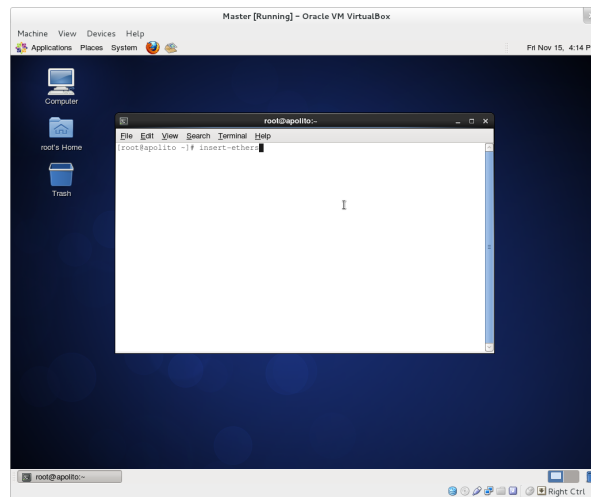 Master [Running] - Oracle VM VirtualBox
Machine View Devices Help
Applications Places System
Fri Nov 15, 4:14 P
Computer
root's Home
Trash
root@apolito:~
File Edit View Search Terminal Help
[root@apolito ~]# insert-ethers
root@apolito:~
Right Ctrl